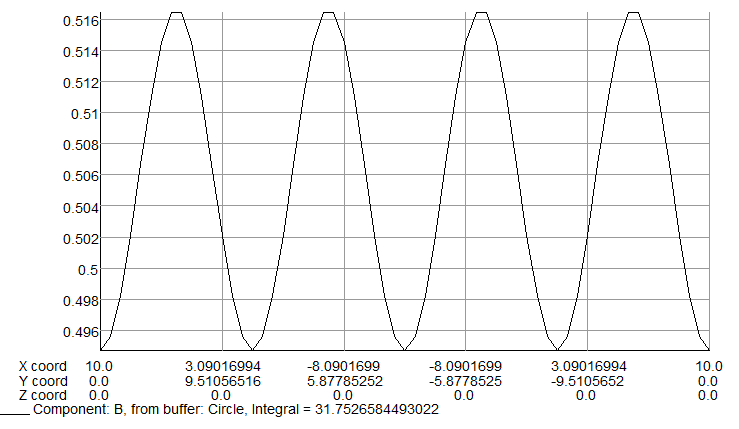 0.516
0.514
0.512
0.51
0.508
0.506
0.504
0.502
0.5
0.498
0.496
X coord 10.0 3.09016994 -8.0901699 -8.0901699 3.09016994 10.0
Y coord 0.0 9.51056516 5.87785252 -5.8778525 -9.5105652 0.0
Z coord 0.0 0.0 0.0 0.0 0.0 0.0
Component: B, from buffer: Circle, Integral = 31.7526584493022